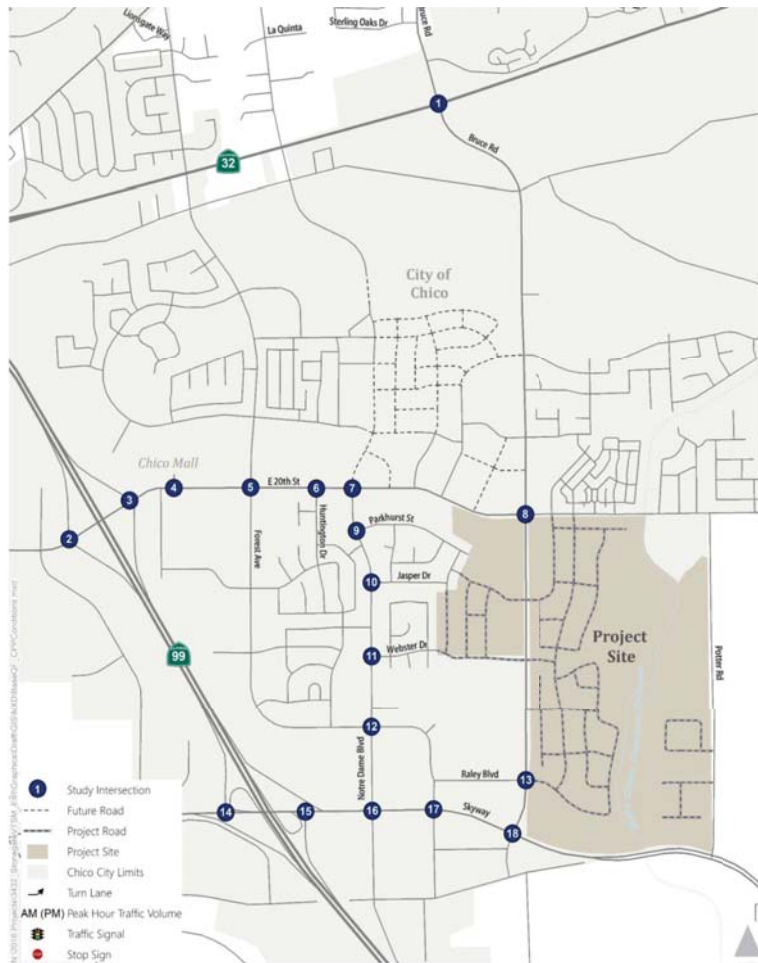 Lionsgate Way
La Quinta
Sterling Oaks Dr
Bruce Rd
1
Bruce Rd
32
City of
Chico
Chico Mall
E 20th St
2
3
4
5
6
7
8
Forest Ave
Huntington Dr
9
Parkhurst St
10
Jasper Dr
11
Webster Dr
Project
Site
Potter Rd
99
12
Notre Dame Blvd
Raley Blvd
13
14
15
16
17
Skyway
18
1 Study Intersection
Future Road
Project Road
Project Site
Chico City Limits
Turn Lane
AM (PM) Peak Hour Traffic Volume
Traffic Signal
Stop Sign